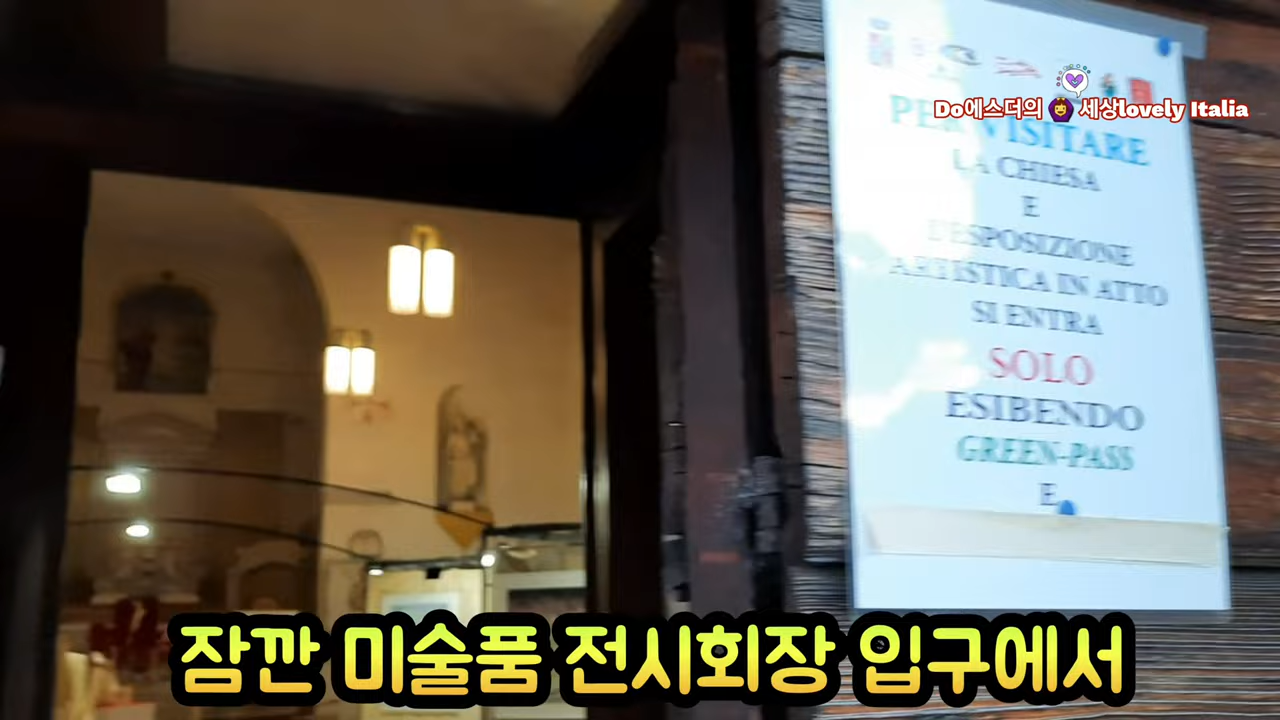 Do에스더의 세상lovely Italia
PER VISITARE
LA CHIESA
E
L'ESPOSIZIONE
ARTISTICA IN ATTO
SI ENTRA
SOLO
ESIBENDO
GREEN-PASS
E
잠깐 미술품 전시회장 입구에서